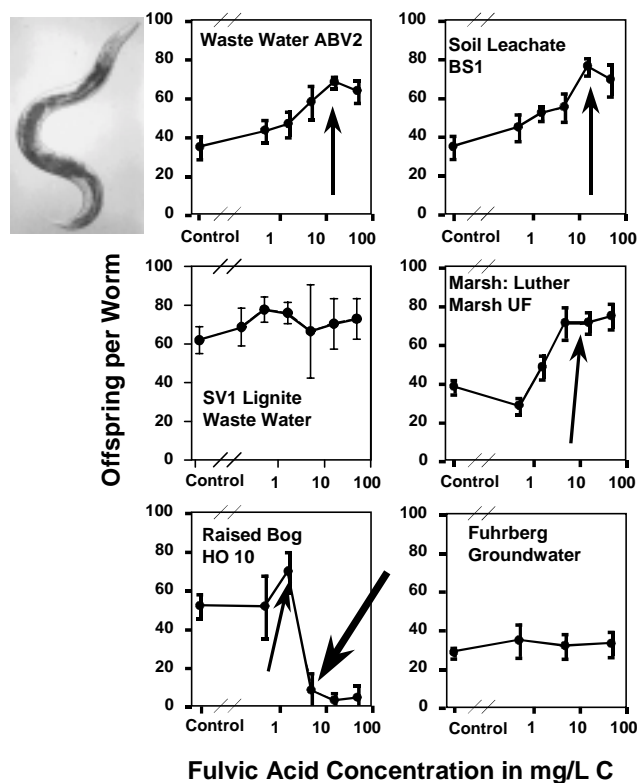 Waste Water ABV2
80
60
40
20
0
Control
1
10
100
Soil Leachate
BS1
80
60
40
20
0
Control
1
10
100
Offspring per Worm
SV1 Lignite
Waste Water
100
80
60
40
20
0
Control
1
10
100
Marsh: Luther
Marsh UF
100
80
60
40
20
0
Control
1
10
100
Raised Bog
HO 10
100
80
60
40
20
0
Control
1
10
100
Fuhrberg
Groundwater
100
80
60
40
20
0
Control
1
10
100
Fulvic Acid Concentration in mg/L C